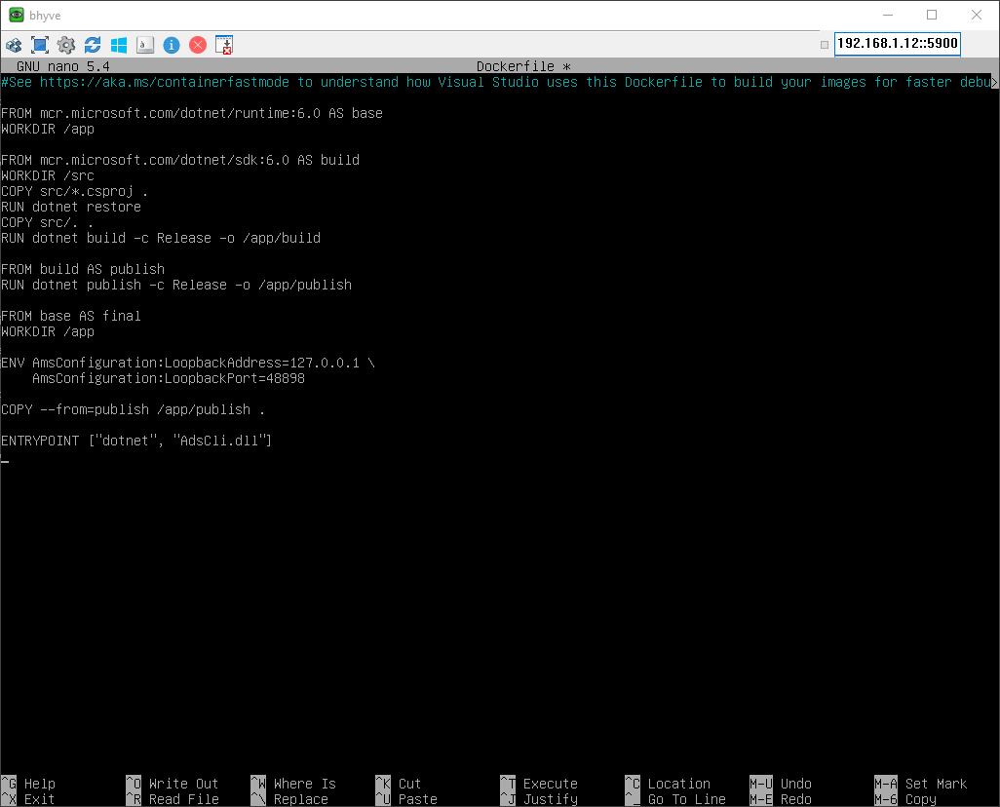 bhyve
192.168.1.12::5900
GNU nano 5.4 Dockerfile *
#See https://aka.ms/containerfastmode to understand how Visual Studio uses this Dockerfile to build your images for faster debu>
FROM mcr.microsoft.com/dotnet/runtime:6.0 AS base
WORKDIR /app
FROM mcr.microsoft.com/dotnet/sdk:6.0 AS build
WORKDIR /src
COPY src/*.csproj .
RUN dotnet restore
COPY src/. .
RUN dotnet build -c Release -o /app/build
FROM build AS publish
RUN dotnet publish -c Release -o /app/publish
FROM base AS final
WORKDIR /app
ENV AmsConfiguration:LoopbackAddress=127.0.0.1 \
AmsConfiguration:LoopbackPort=48898
COPY --from=publish /app/publish .
ENTRYPOINT ["dotnet", "AdsCli.dll"]
^G Help ^O Write Out ^W Where Is ^K Cut ^T Execute ^C Location M-U Undo M-A Set Mark
^X Exit ^R Read File ^\ Replace ^U Paste ^J Justify ^_ Go To Line M-E Redo M-6 Copy